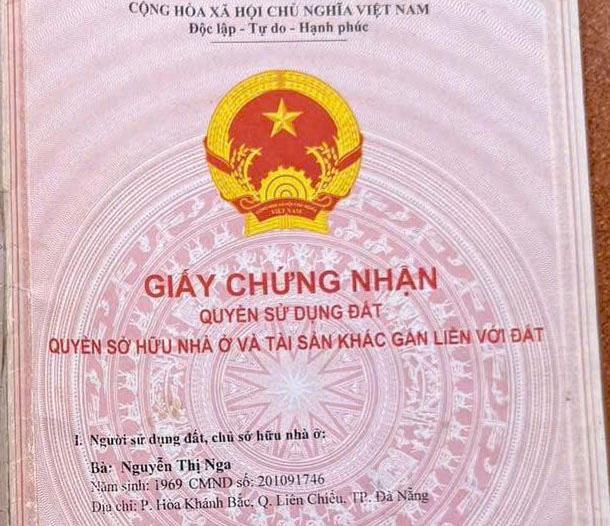 CỘNG HÒA XÃ HỘI CHỦ NGHĨA VIỆT NAM
Độc lập - Tự do - Hạnh phúc
VIỆT NAM
GIẤY CHỨNG NHẬN
QUYỀN SỬ DỤNG ĐẤT
QUYỀN SỞ HỮU NHÀ Ở VÀ TÀI SẢN KHÁC GẮN LIỀN VỚI ĐẤT
I. Người sử dụng đất, chủ sở hữu nhà ở:
Bà: Nguyễn Thị Nga
Năm sinh: 1969 CMND số: 201091746
Địa chỉ: P. Hòa Khánh Bắc, Q. Liên Chiểu, TP. Đà Nẵng